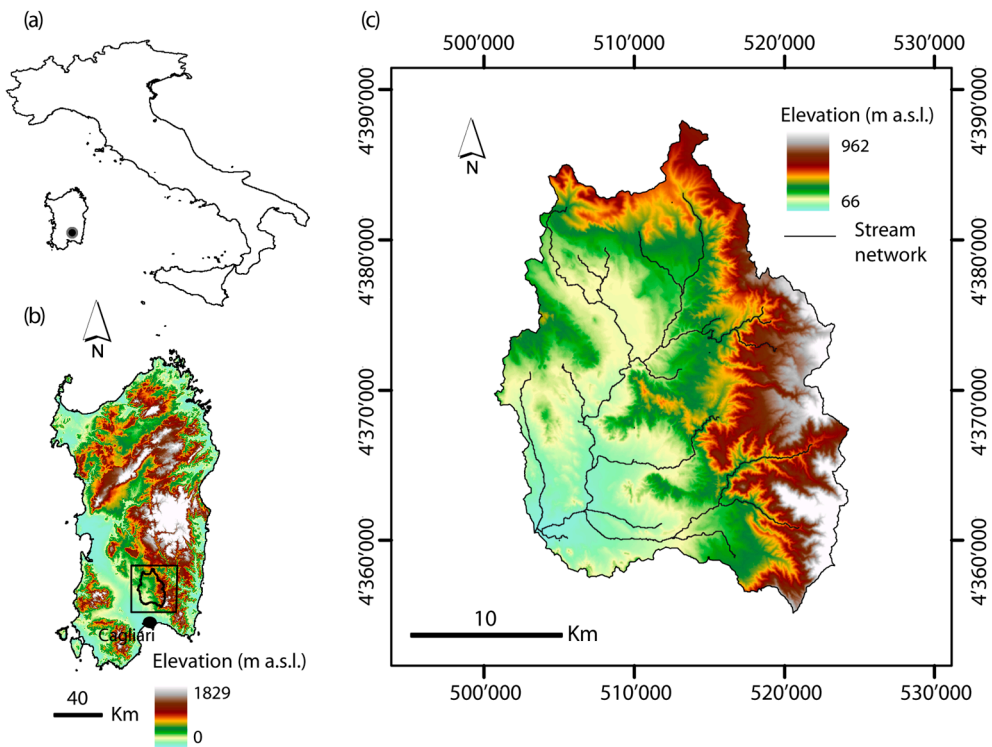 (a)
(b)
N
Cagliari
Elevation (m a.s.l.)
1829
0
40
Km
(c)
500’000
510’000
520’000
530’000
4’390’000
4’380’000
4’370’000
4’360’000
N
Elevation (m a.s.l.)
962
66
Stream
network
4’390’000
4’380’000
4’370’000
4’360’000
10
Km
500’000
510’000
520’000
530’000